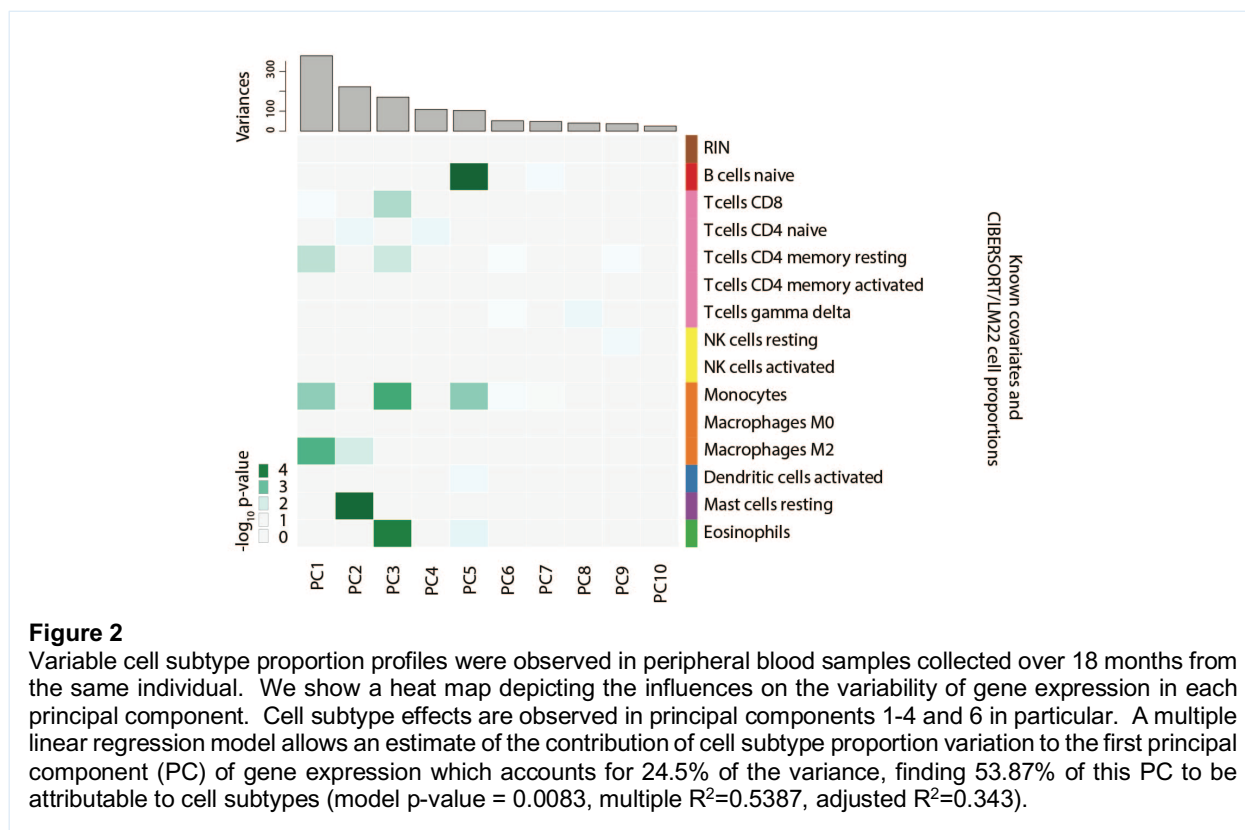 Variances
300
100
0
RIN
B cells naive
T cells CD8
T cells CD4 naive
T cells CD4 memory resting
T cells CD4 memory activated
T cells gamma delta
NK cells resting
NK cells activated
Monocytes
Macrophages M0
Macrophages M2
Dendritic cells activated
Mast cells resting
Eosinophils
Known covariates and
CIBERSORT/LM22 cell proportions
-log10 p-value
4
3
2
1
0
PC1
PC2
PC3
PC4
PC5
PC6
PC7
PC8
PC9
PC10
Figure 2
Variable cell subtype proportion profiles were observed in peripheral blood samples collected over 18 months from
the same individual. We show a heat map depicting the influences on the variability of gene expression in each
principal component. Cell subtype effects are observed in principal components 1-4 and 6 in particular. A multiple
linear regression model allows an estimate of the contribution of cell subtype proportion variation to the first principal
component (PC) of gene expression which accounts for 24.5% of the variance, finding 53.87% of this PC to be
attributable to cell subtypes (model p-value = 0.0083, multiple R²=0.5387, adjusted R²=0.343).